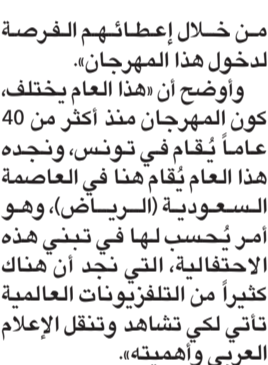 من خلال إعطائهم الفرصة
لدخول هذا المهرجان».
وأوضح أن «هذا العام يختلف،
كون المهرجان منذ أكثر من 40
عاماً يُقام في تونس، ونجده
هذا العام يُقام هنا في العاصمة
السعودية (الرياض)، وهو
أمر يُحسب لها في تبني هذه
الاحتفالية، التي نجد أن هناك
كثيراً من التلفزيونات العالمية
تأتي لكي تشاهد وتنقل الإعلام
العربي وأهميته».